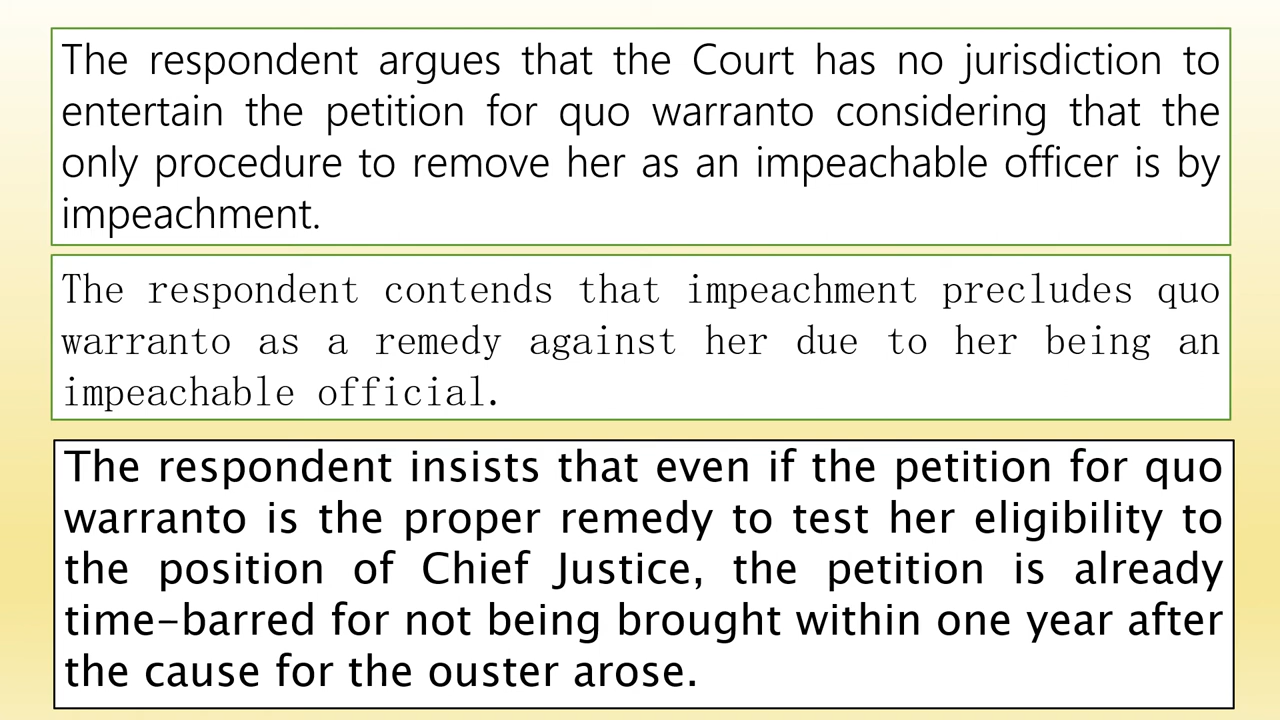 The respondent argues that the Court has no jurisdiction to
entertain the petition for quo warranto considering that the
only procedure to remove her as an impeachable officer is by
impeachment.
The respondent contends that impeachment precludes quo
warranto as a remedy against her due to her being an
impeachable official.
The respondent insists that even if the petition for quo
warranto is the proper remedy to test her eligibility to
the position of Chief Justice, the petition is already
time-barred for not being brought within one year after
the cause for the ouster arose.